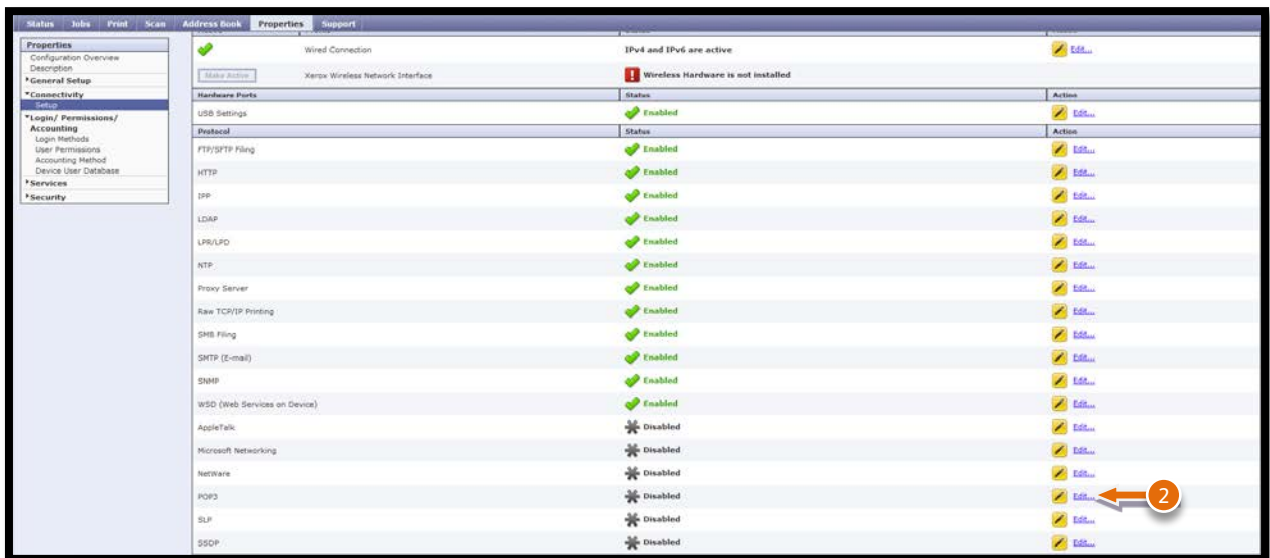 Status Jobs Print Scan Address Book Properties Support
Properties
Configuration Overview
Description
General Setup
Connectivity
Setup
Login/ Permissions/
Accounting
Login Methods
User Permissions
Accounting Method
Device User Database
Services
Security
Wired Connection IPv4 and IPv6 are active Edit...
Make Active Xerox Wireless Network Interface Wireless Hardware is not installed
Hardware Ports Status Action
USB Settings Enabled Edit...
Protocol Status Action
FTP/SFTP Filing Enabled Edit...
HTTP Enabled Edit...
IPP Enabled Edit...
LDAP Enabled Edit...
LPR/LPD Enabled Edit...
NTP Enabled Edit...
Proxy Server Enabled Edit...
Raw TCP/IP Printing Enabled Edit...
SMB Filing Enabled Edit...
SMTP (E-mail) Enabled Edit...
SNMP Enabled Edit...
WSD (Web Services on Device) Enabled Edit...
AppleTalk Disabled Edit...
Microsoft Networking Disabled Edit...
NetWare Disabled Edit...
POP3 Disabled Edit... 2
SLP Disabled Edit...
SSDP Disabled Edit...